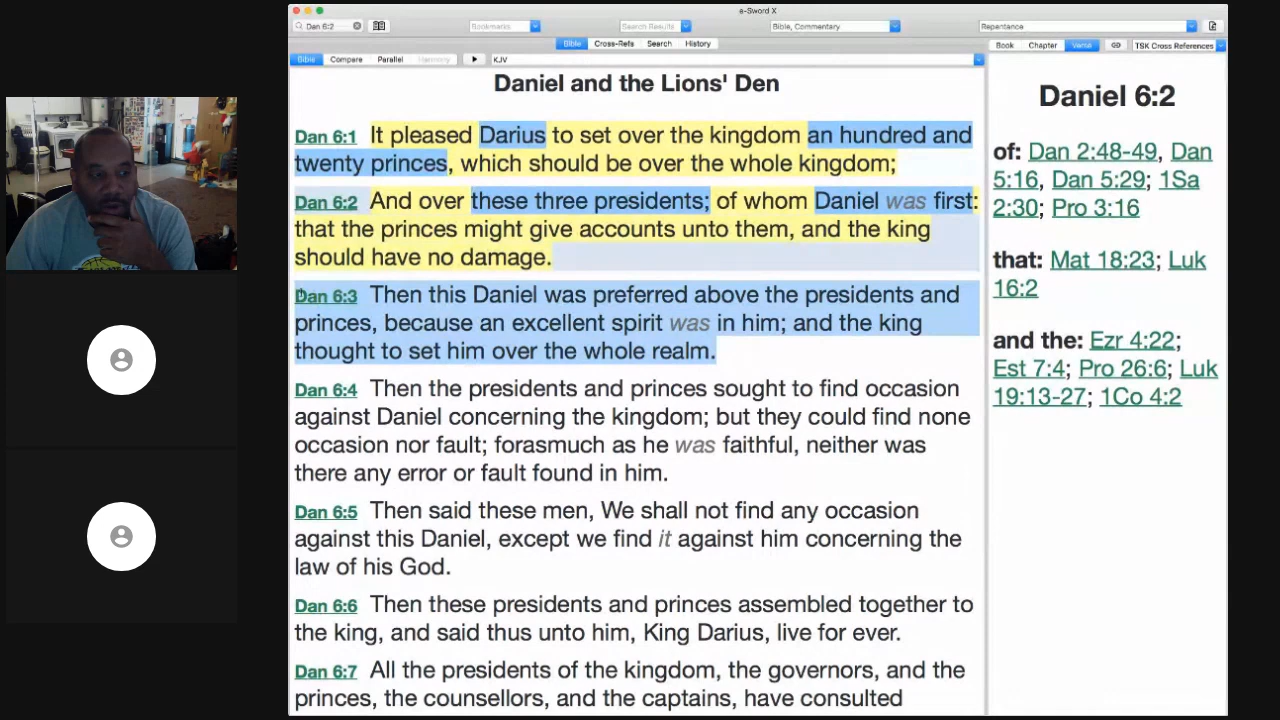 e-Sword X
Dan 6:2
Bookmarks
Search Results
Bible, Commentary
Repentance
Bible Cross-Refs Search History
Book Chapter Verse TSK Cross References
Bible Compare Parallel Harmony KJV
Daniel and the Lions' Den
Dan 6:1 It pleased Darius to set over the kingdom an hundred and
twenty princes, which should be over the whole kingdom;
Dan 6:2 And over these three presidents; of whom Daniel was first:
that the princes might give accounts unto them, and the king
should have no damage.
Dan 6:3 Then this Daniel was preferred above the presidents and
princes, because an excellent spirit was in him; and the king
thought to set him over the whole realm.
Dan 6:4 Then the presidents and princes sought to find occasion
against Daniel concerning the kingdom; but they could find none
occasion nor fault; forasmuch as he was faithful, neither was
there any error or fault found in him.
Dan 6:5 Then said these men, We shall not find any occasion
against this Daniel, except we find it against him concerning the
law of his God.
Dan 6:6 Then these presidents and princes assembled together to
the king, and said thus unto him, King Darius, live for ever.
Dan 6:7 All the presidents of the kingdom, the governors, and the
princes, the counsellors, and the captains, have consulted
Daniel 6:2
of: Dan 2:48-49, Dan
5:16, Dan 5:29; 1Sa
2:30; Pro 3:16
that: Mat 18:23; Luk
16:2
and the: Ezr 4:22;
Est 7:4; Pro 26:6; Luk
19:13-27; 1Co 4:2